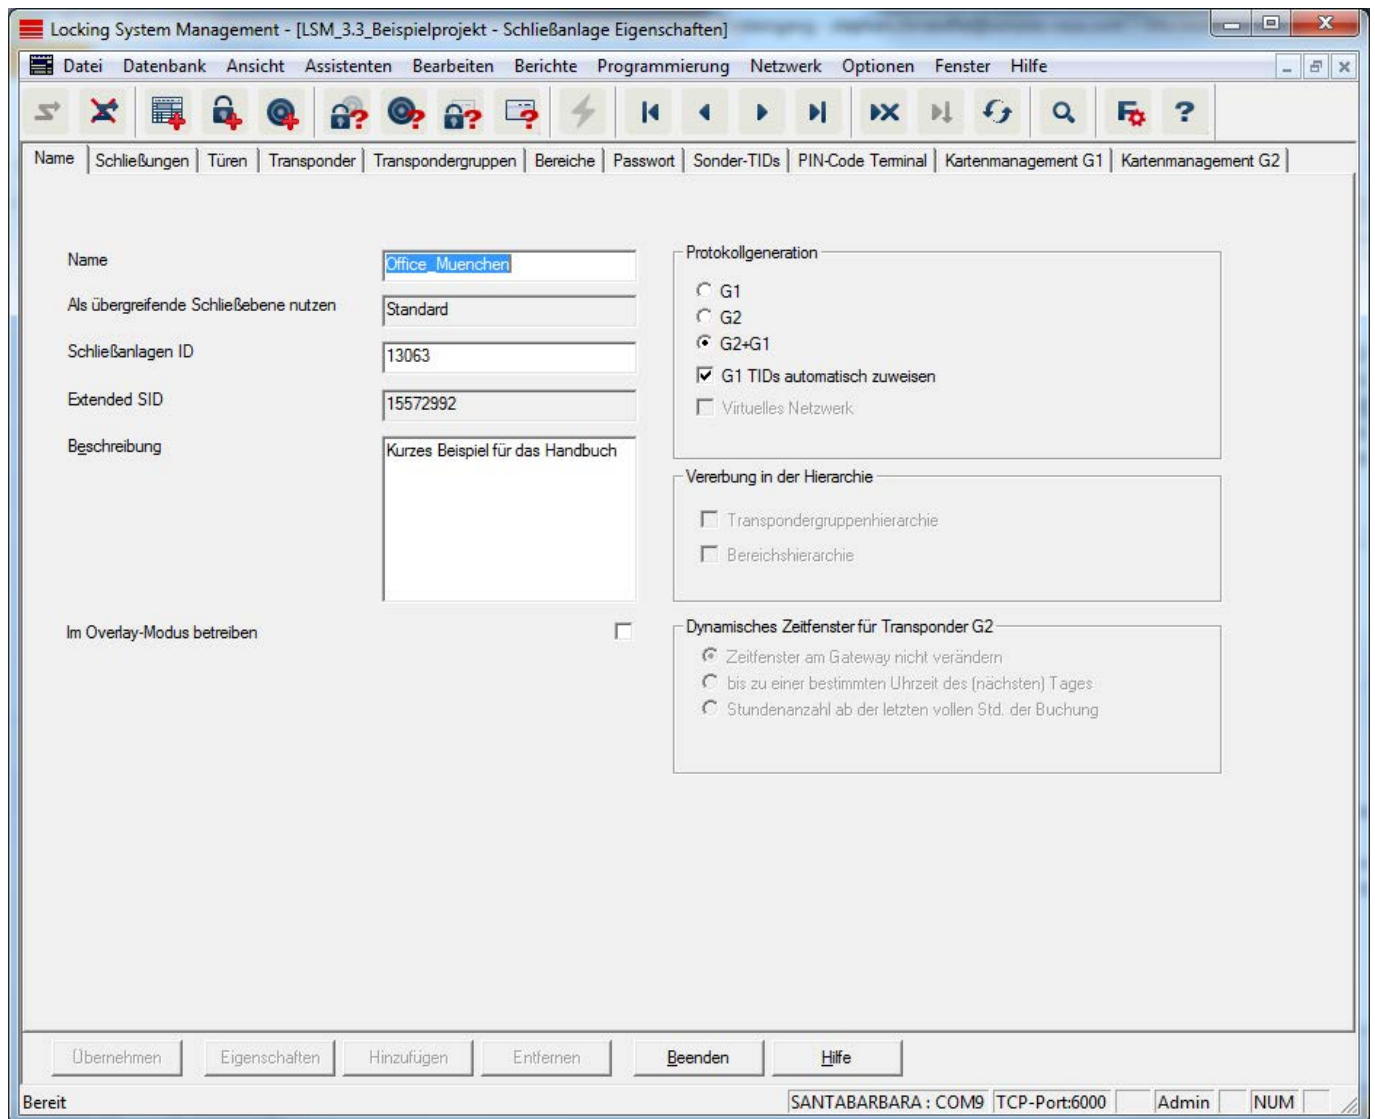 Locking System Management - [LSM_3.3_Beispielprojekt - Schließanlage Eigenschaften]
Datei Datenbank Ansicht Assistenten Bearbeiten Berichte Programmierung Netzwerk Optionen Fenster Hilfe
Name Schließungen Türen Transponder Transpondergruppen Bereiche Passwort Sonder-TIDs PIN-Code Terminal Kartenmanagement G1 Kartenmanagement G2
Name
Office_Muenchen
Als übergreifende Schließebene nutzen
Standard
Schließanlagen ID
13063
Extended SID
15572992
Beschreibung
Kurzes Beispiel für das Handbuch
Im Overlay-Modus betreiben
Protokollgeneration
G1
G2
G2+G1
G1 TIDs automatisch zuweisen
Virtuelles Netzwerk
Vererbung in der Hierarchie
Transpondergruppenhierarchie
Bereichshierarchie
Dynamisches Zeitfenster für Transponder G2
Zeitfenster am Gateway nicht verändern
bis zu einer bestimmten Uhrzeit des (nächsten) Tages
Stundenanzahl ab der letzten vollen Std. der Buchung
Übernehmen Eigenschaften Hinzufügen Entfernen Beenden Hilfe
Bereit SANTABARBARA : COM9 TCP-Port:6000 Admin NUM